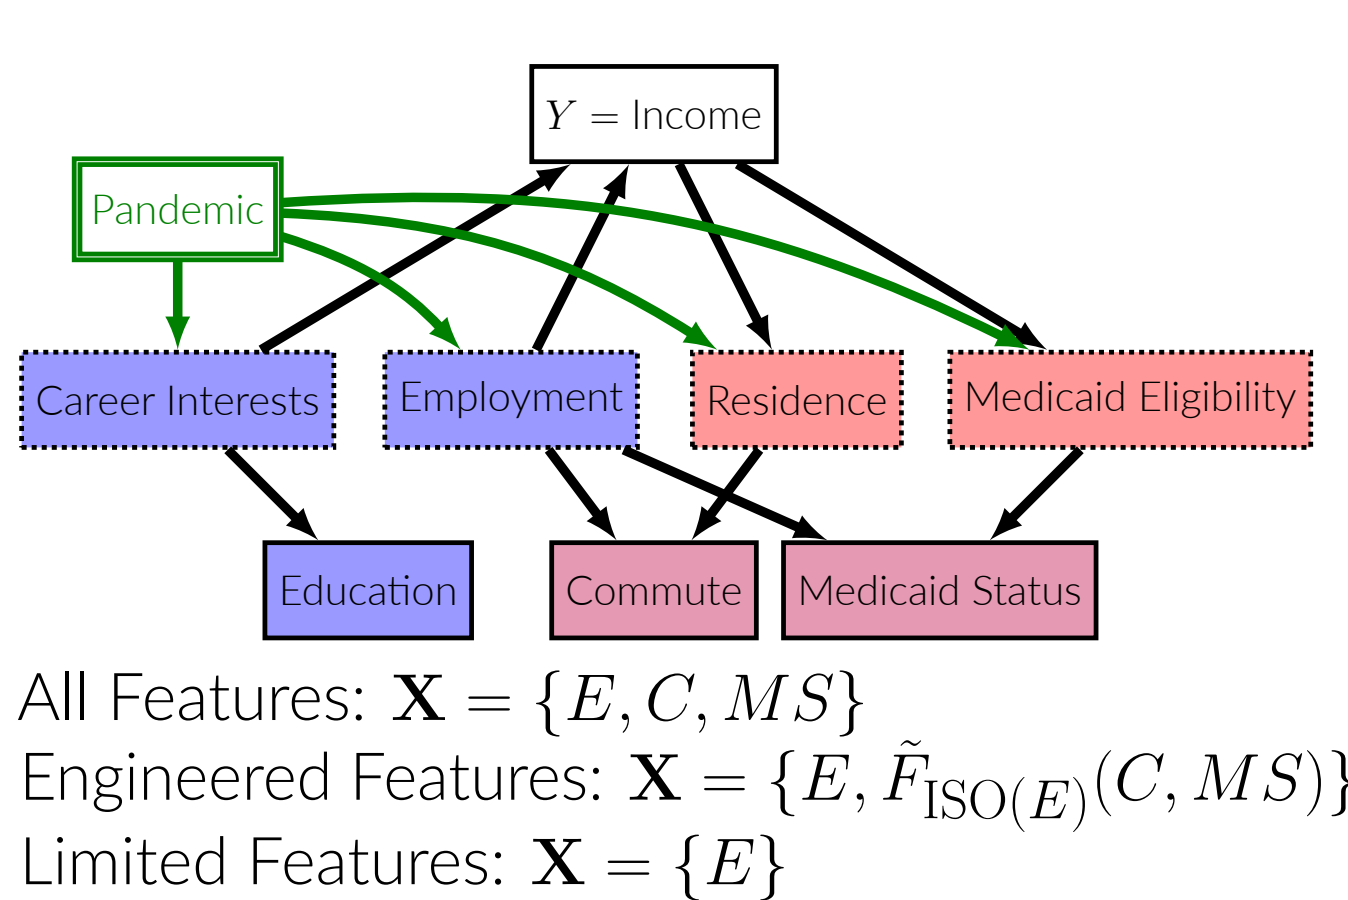 Y = Income
Pandemic
Career Interests
Employment
Residence
Medicaid Eligibility
Education
Commute
Medicaid Status
All Features: X = {E, C, MS}
Engineered Features: X = {E, F̃_ISO(E)(C, MS)}
Limited Features: X = {E}